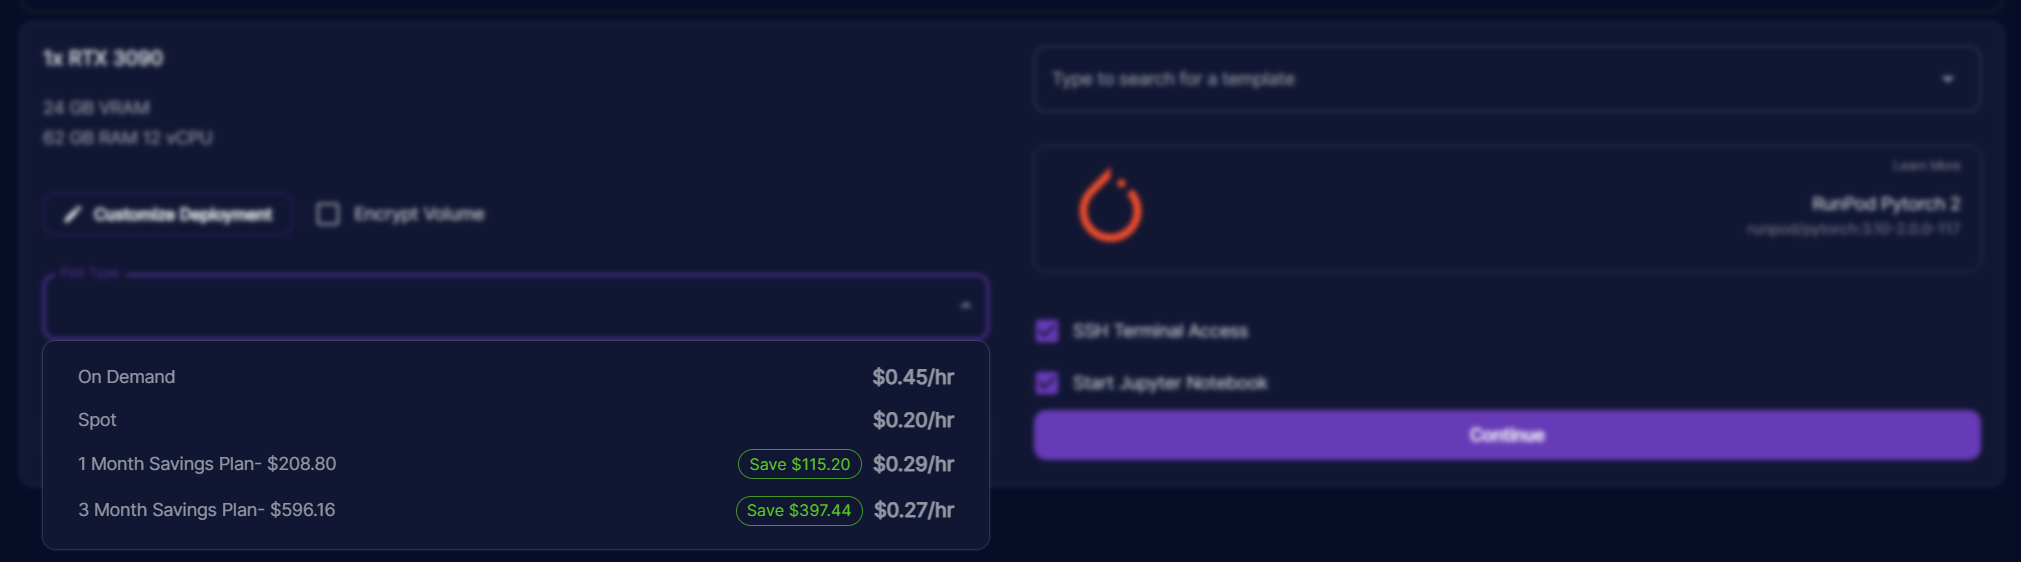 1x RTX 3090
24 GB VRAM
62 GB RAM 12 vCPU
Customize Deployment
Encrypt Volume
Pod Type
On Demand $0.45/hr
Spot $0.20/hr
1 Month Savings Plan- $208.80 Save $115.20 $0.29/hr
3 Month Savings Plan- $596.16 Save $397.44 $0.27/hr
Type to search for a template
Learn More
RunPod Pytorch 2
runpod/pytorch:3.10-2.0.0-117
SSH Terminal Access
Start Jupyter Notebook
Continue